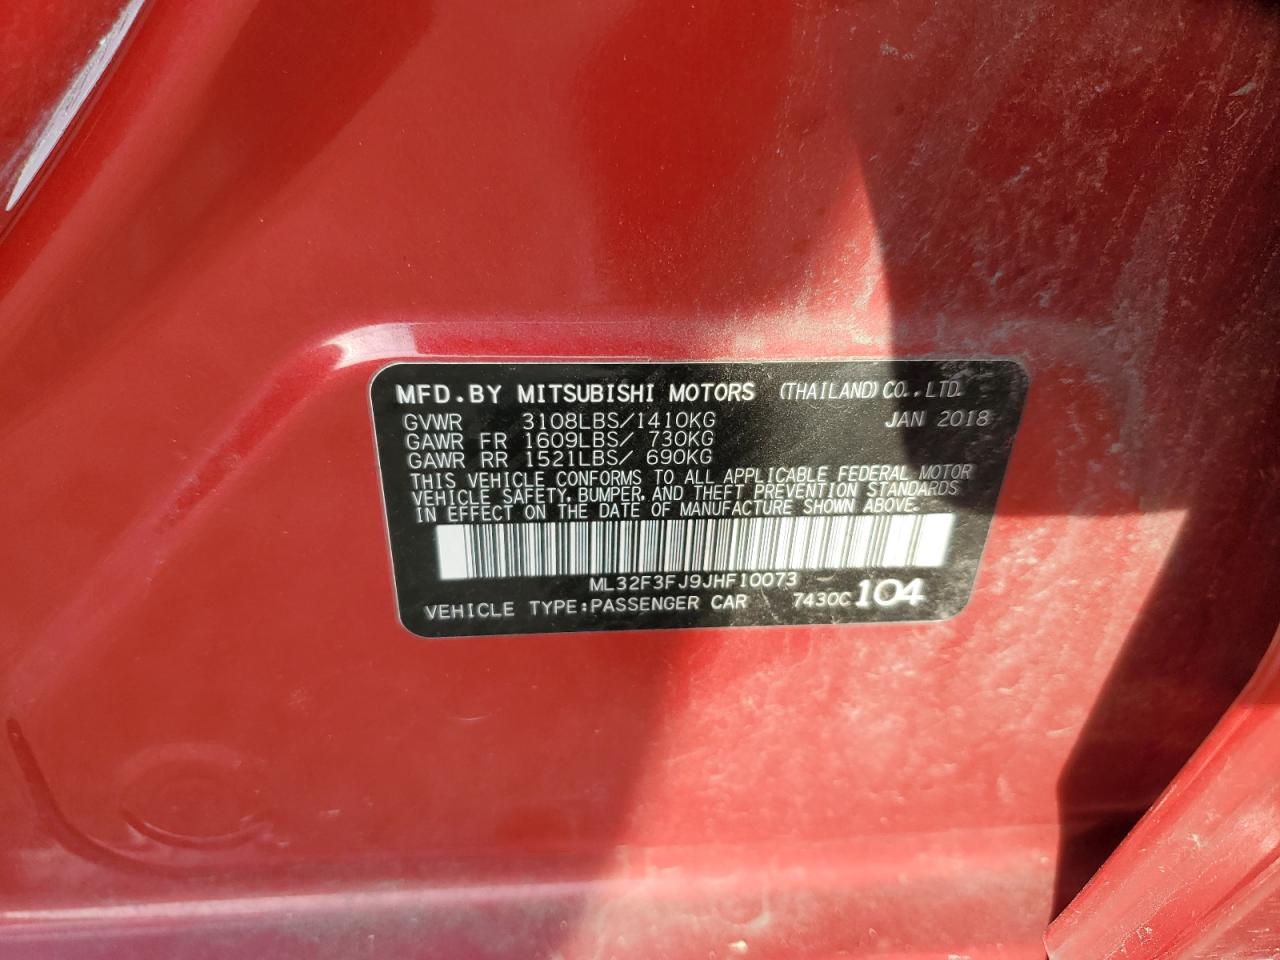 MFD.BY MITSUBISHI MOTORS (THAILAND) CO., LTD.
GVWR 3108LBS/1410KG JAN 2018
GAWR FR 1609LBS/ 730KG
GAWR RR 1521LBS/ 690KG
THIS VEHICLE CONFORMS TO ALL APPLICABLE FEDERAL MOTOR
VEHICLE SAFETY, BUMPER, AND THEFT PREVENTION STANDARDS
IN EFFECT ON THE DATE OF MANUFACTURE SHOWN ABOVE.
ML32F3FJ9JHF10073
VEHICLE TYPE:PASSENGER CAR 7430C 104